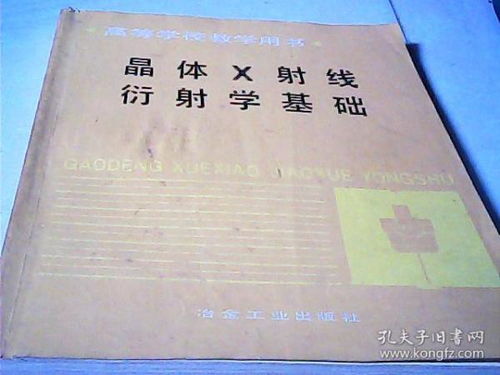 高等学校教学用书
晶体X射线
衍射学基础
GAODENG XUEXIAO JIAOXUE YONGSHU
冶金工业出版社
孔夫子旧书网
www.kongfz.com